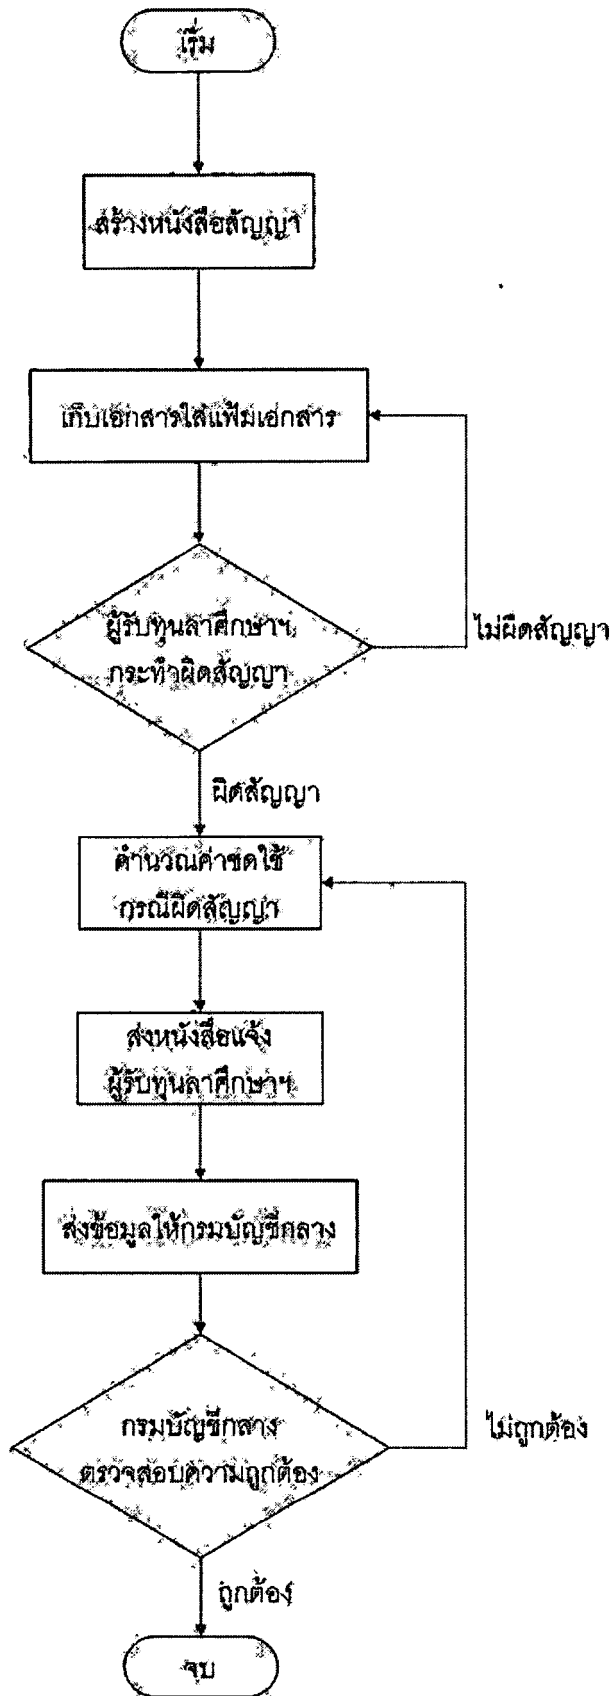 เริ่ม
สร้างหนังสือสัญญา
เก็บเอกสารใส่แฟ้มเอกสาร
ผู้รับทุนลาศึกษาฯ
กระทำผิดสัญญา
ไม่ผิดสัญญา
ผิดสัญญา
คำนวณค่าชดใช้
กรณีผิดสัญญา
ส่งหนังสือแจ้ง
ผู้รับทุนลาศึกษาฯ
ส่งข้อมูลให้กรมบัญชีกลาง
กรมบัญชีกลาง
ตรวจสอบความถูกต้อง
ไม่ถูกต้อง
ถูกต้อง
จบ